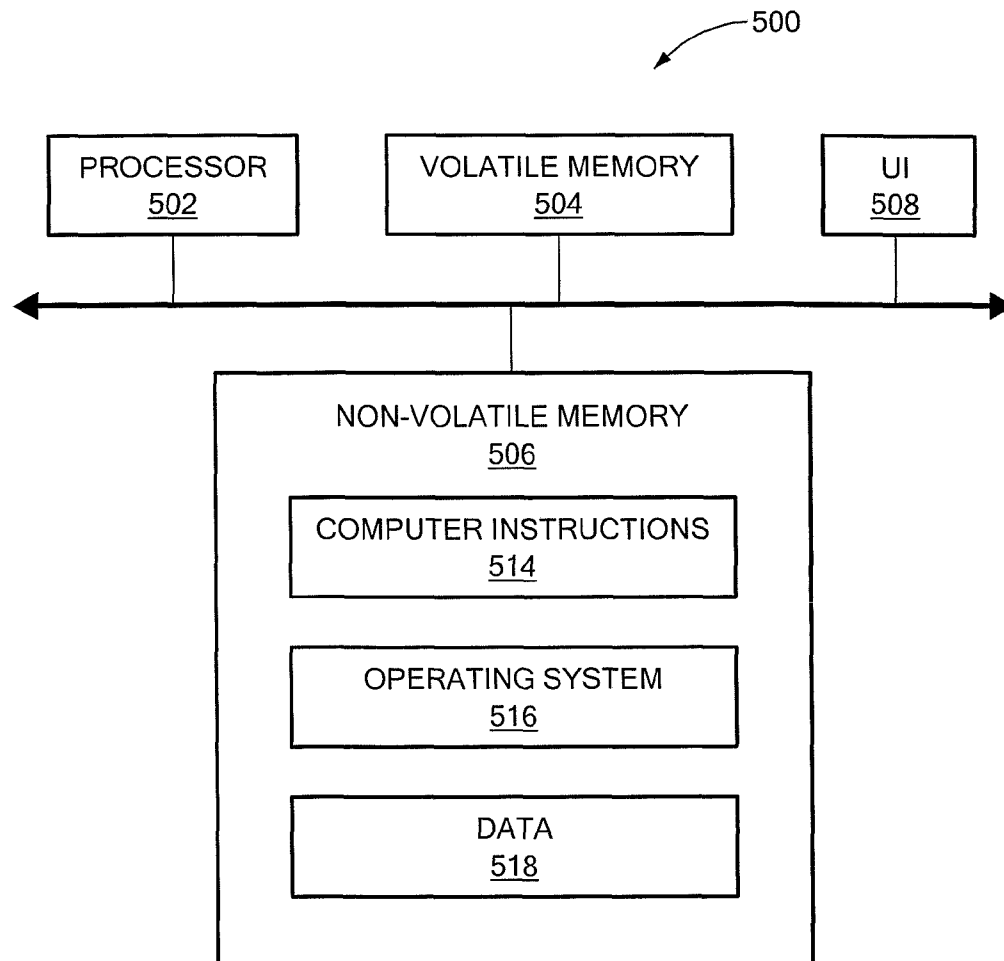 500
PROCESSOR
502
VOLATILE MEMORY
504
UI
508
NON-VOLATILE MEMORY
506
COMPUTER INSTRUCTIONS
514
OPERATING SYSTEM
516
DATA
518